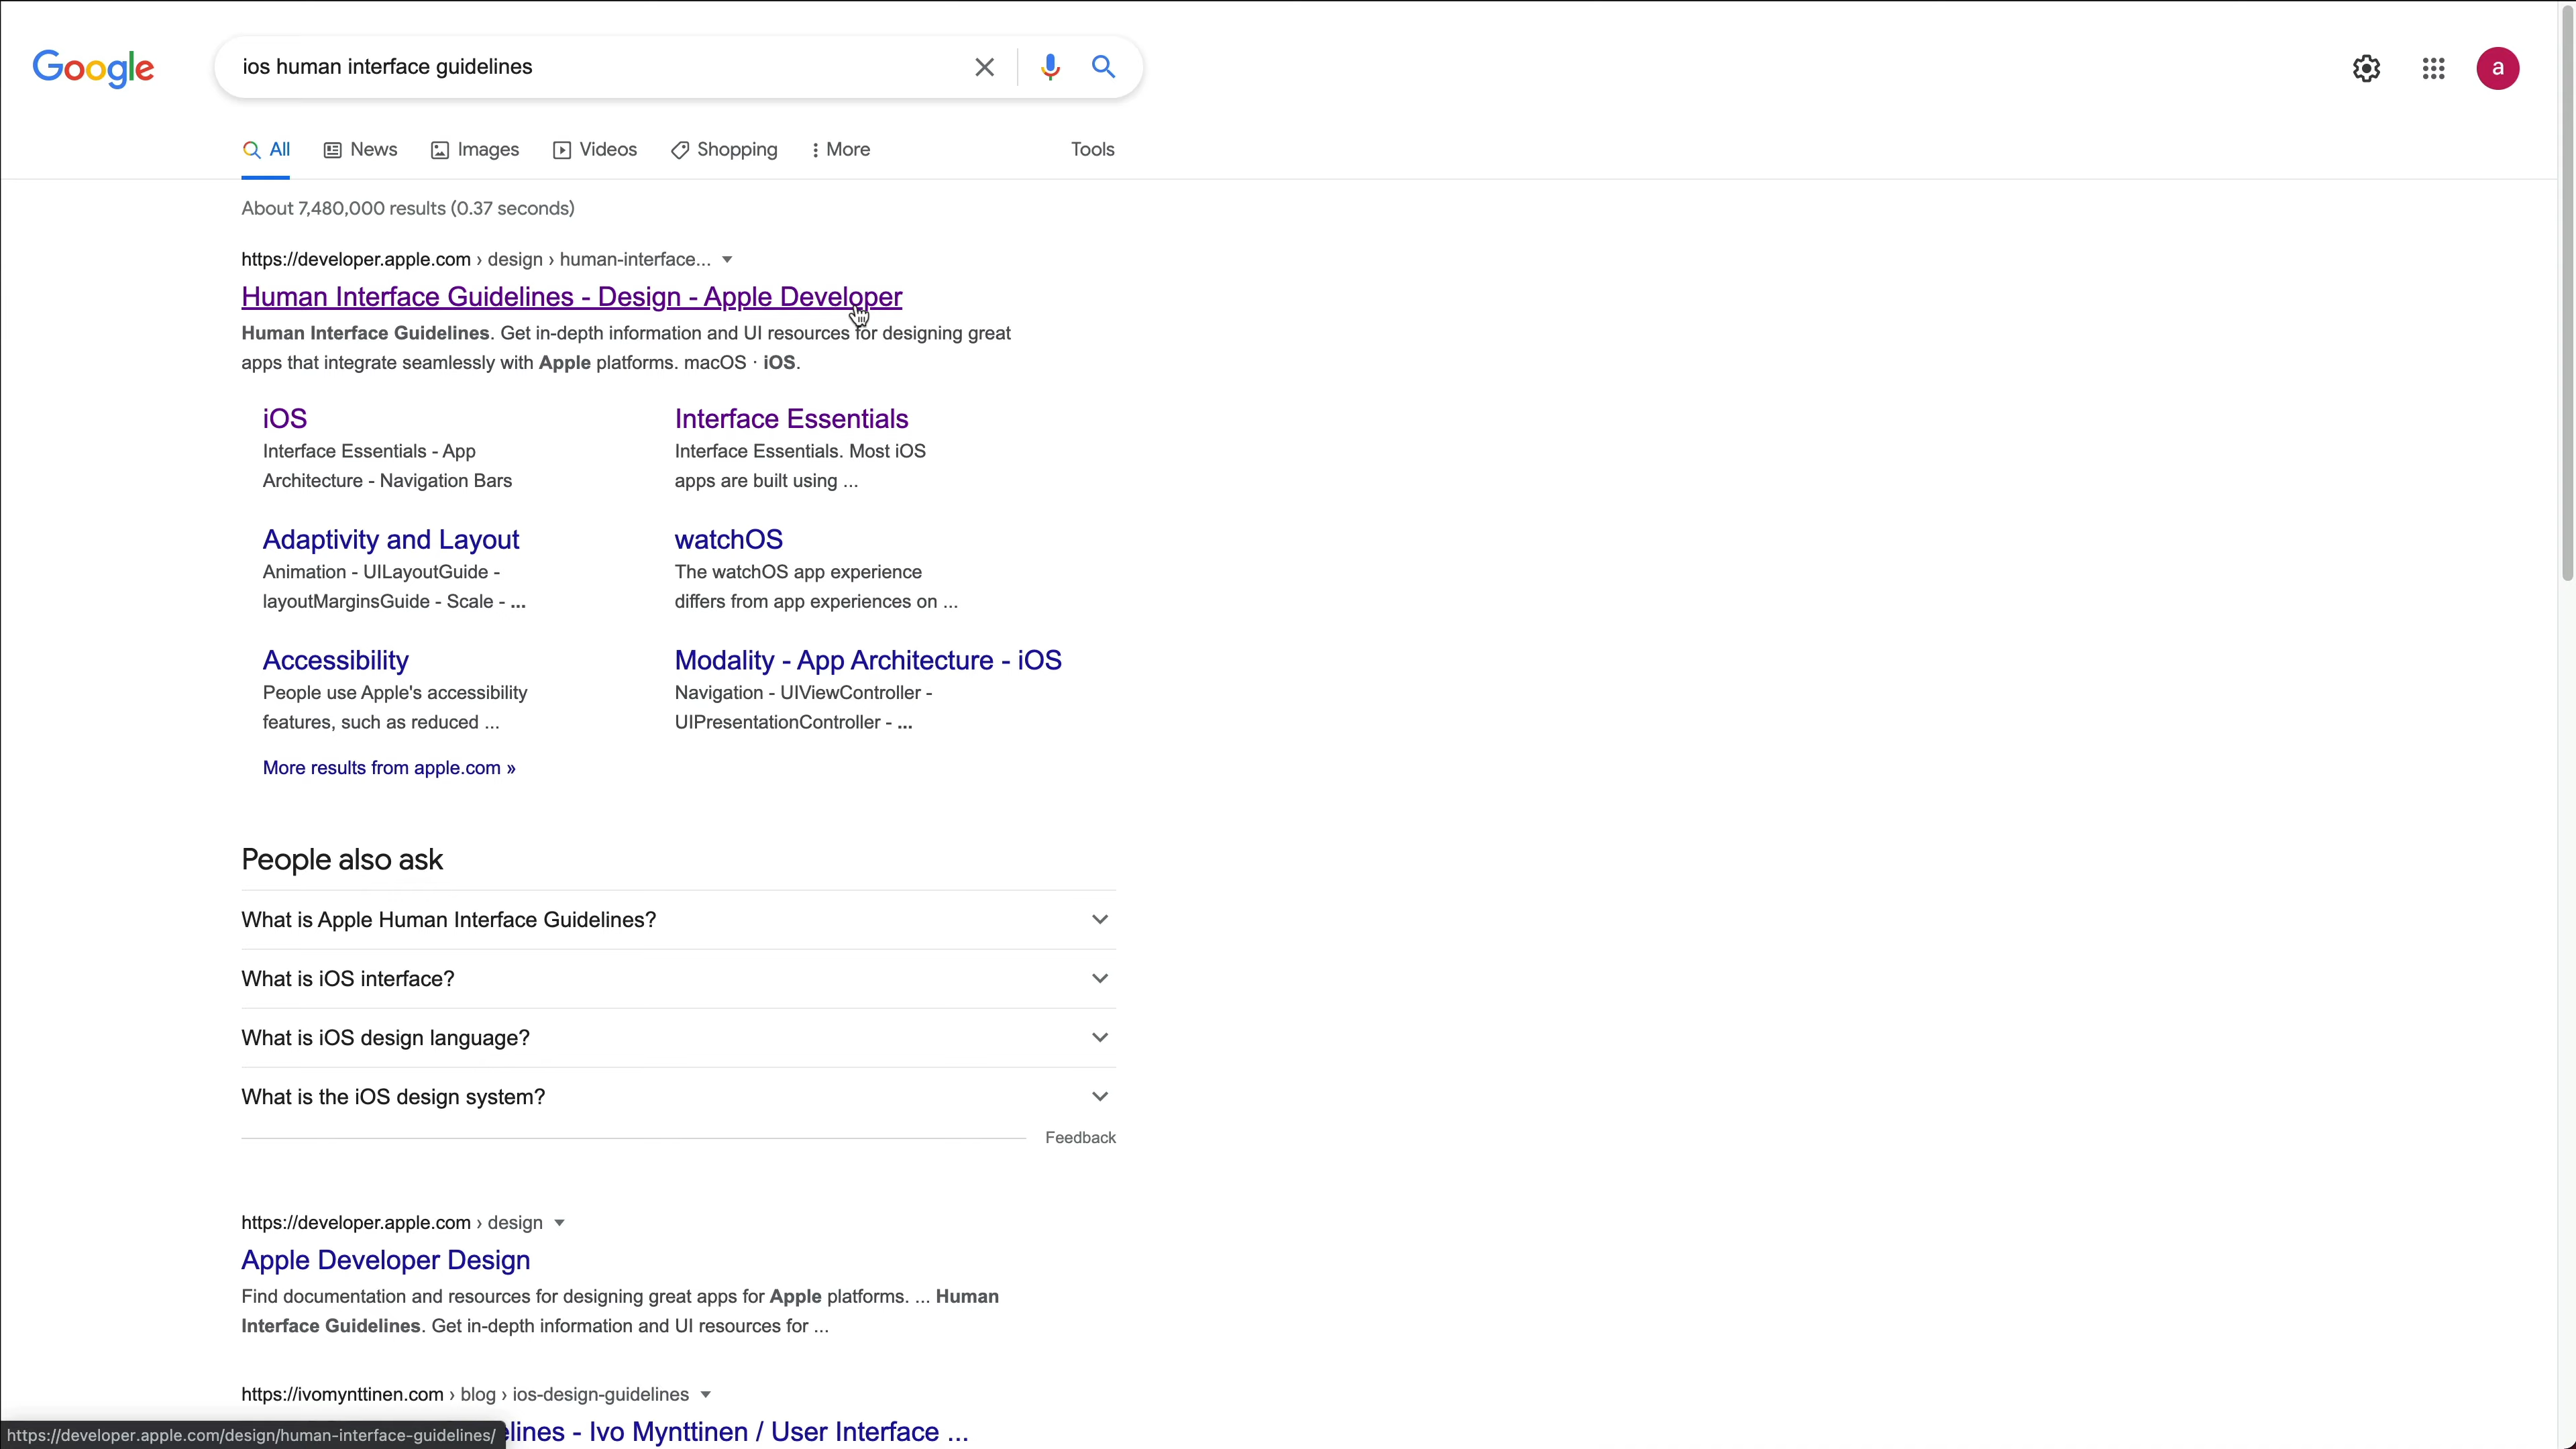 Google
ios human interface guidelines
a
All
News
Images
Videos
Shopping
More
Tools
About 7,480,000 results (0.37 seconds)
https://developer.apple.com › design › human-interface...
Human Interface Guidelines - Design - Apple Developer
Human Interface Guidelines. Get in-depth information and UI resources for designing great
apps that integrate seamlessly with Apple platforms. macOS · iOS.
iOS
Interface Essentials - App
Architecture - Navigation Bars
Interface Essentials
Interface Essentials. Most iOS
apps are built using ...
Adaptivity and Layout
Animation - UILayoutGuide -
layoutMarginsGuide - Scale - ...
watchOS
The watchOS app experience
differs from app experiences on ...
Accessibility
People use Apple's accessibility
features, such as reduced ...
Modality - App Architecture - iOS
Navigation - UIViewController -
UIPresentationController - ...
More results from apple.com »
People also ask
What is Apple Human Interface Guidelines?
What is iOS interface?
What is iOS design language?
What is the iOS design system?
Feedback
https://developer.apple.com › design
Apple Developer Design
Find documentation and resources for designing great apps for Apple platforms. ... Human
Interface Guidelines. Get in-depth information and UI resources for ...
https://ivomynttinen.com › blog › ios-design-guidelines
lines - Ivo Mynttinen / User Interface ...
https://developer.apple.com/design/human-interface-guidelines/